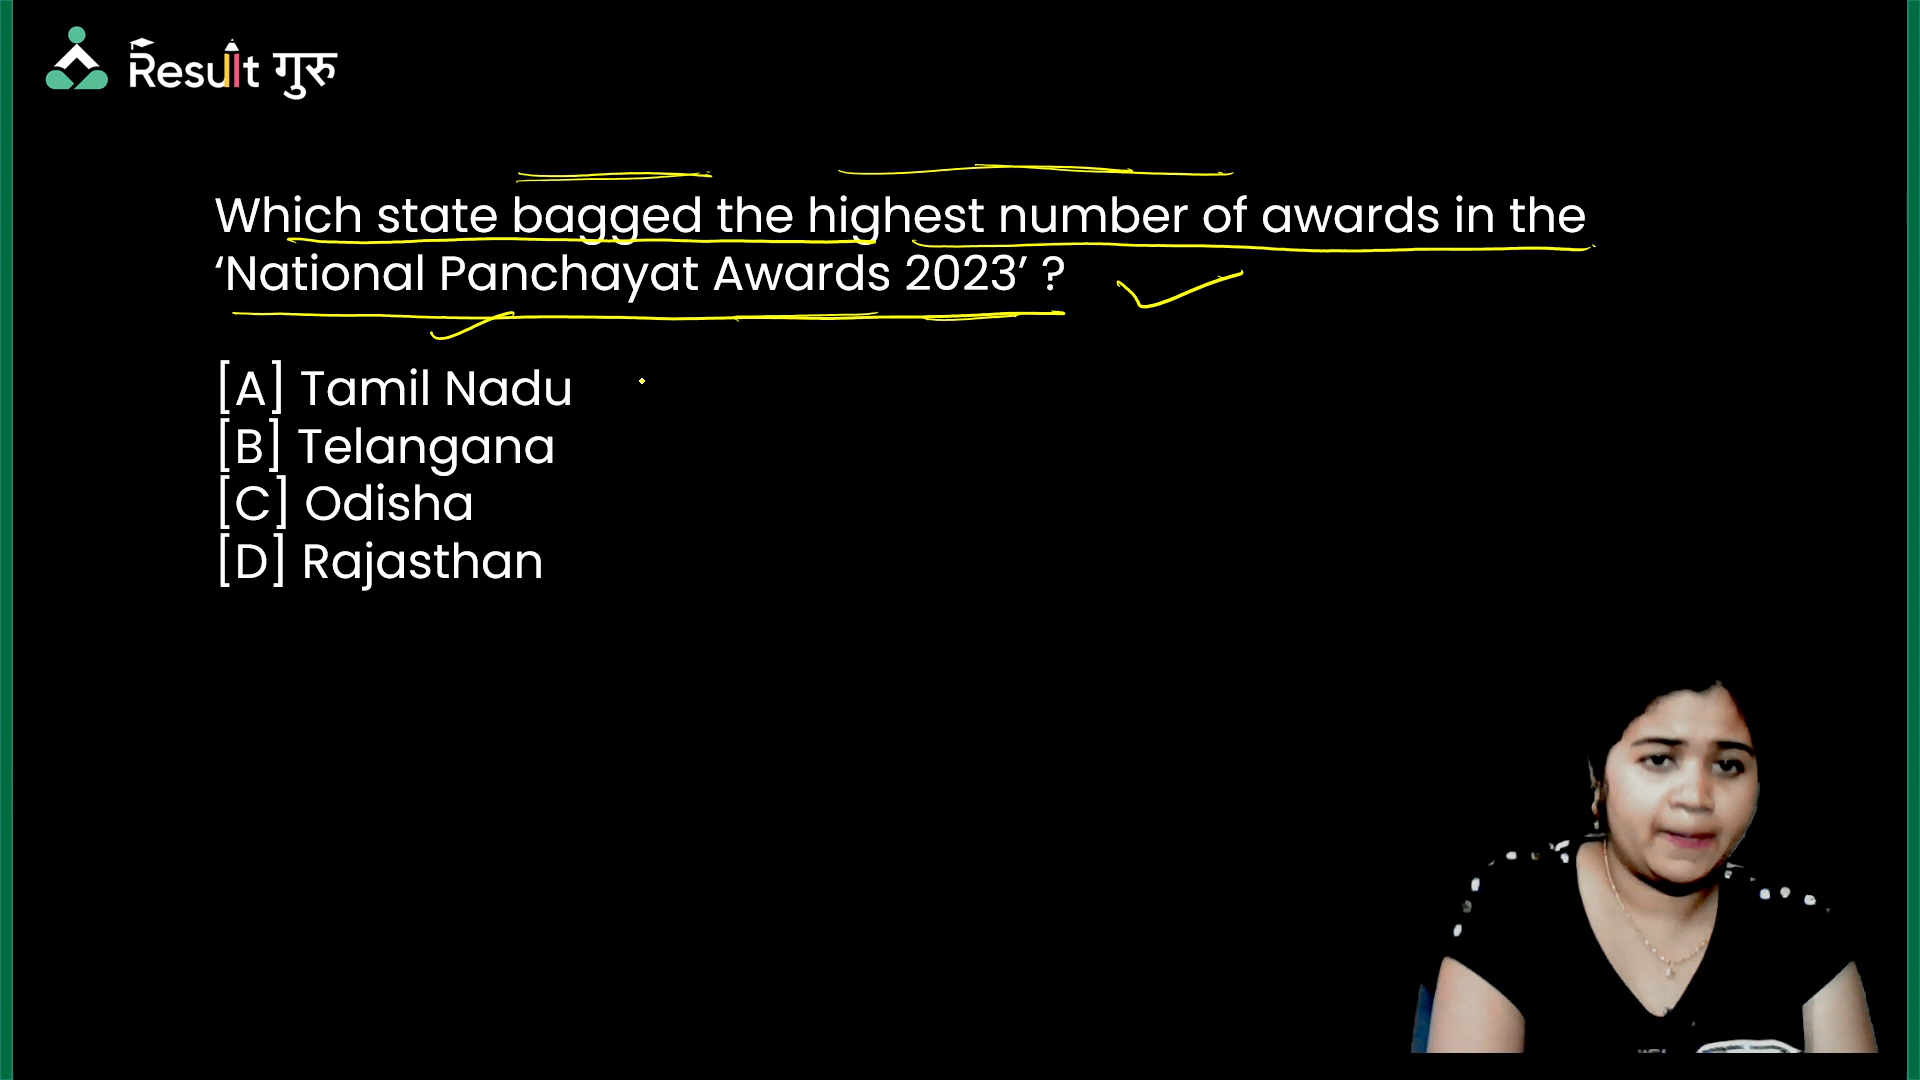 Result गुरु
Which state bagged the highest number of awards in the
‘National Panchayat Awards 2023’ ?
[A] Tamil Nadu
[B] Telangana
[C] Odisha
[D] Rajasthan